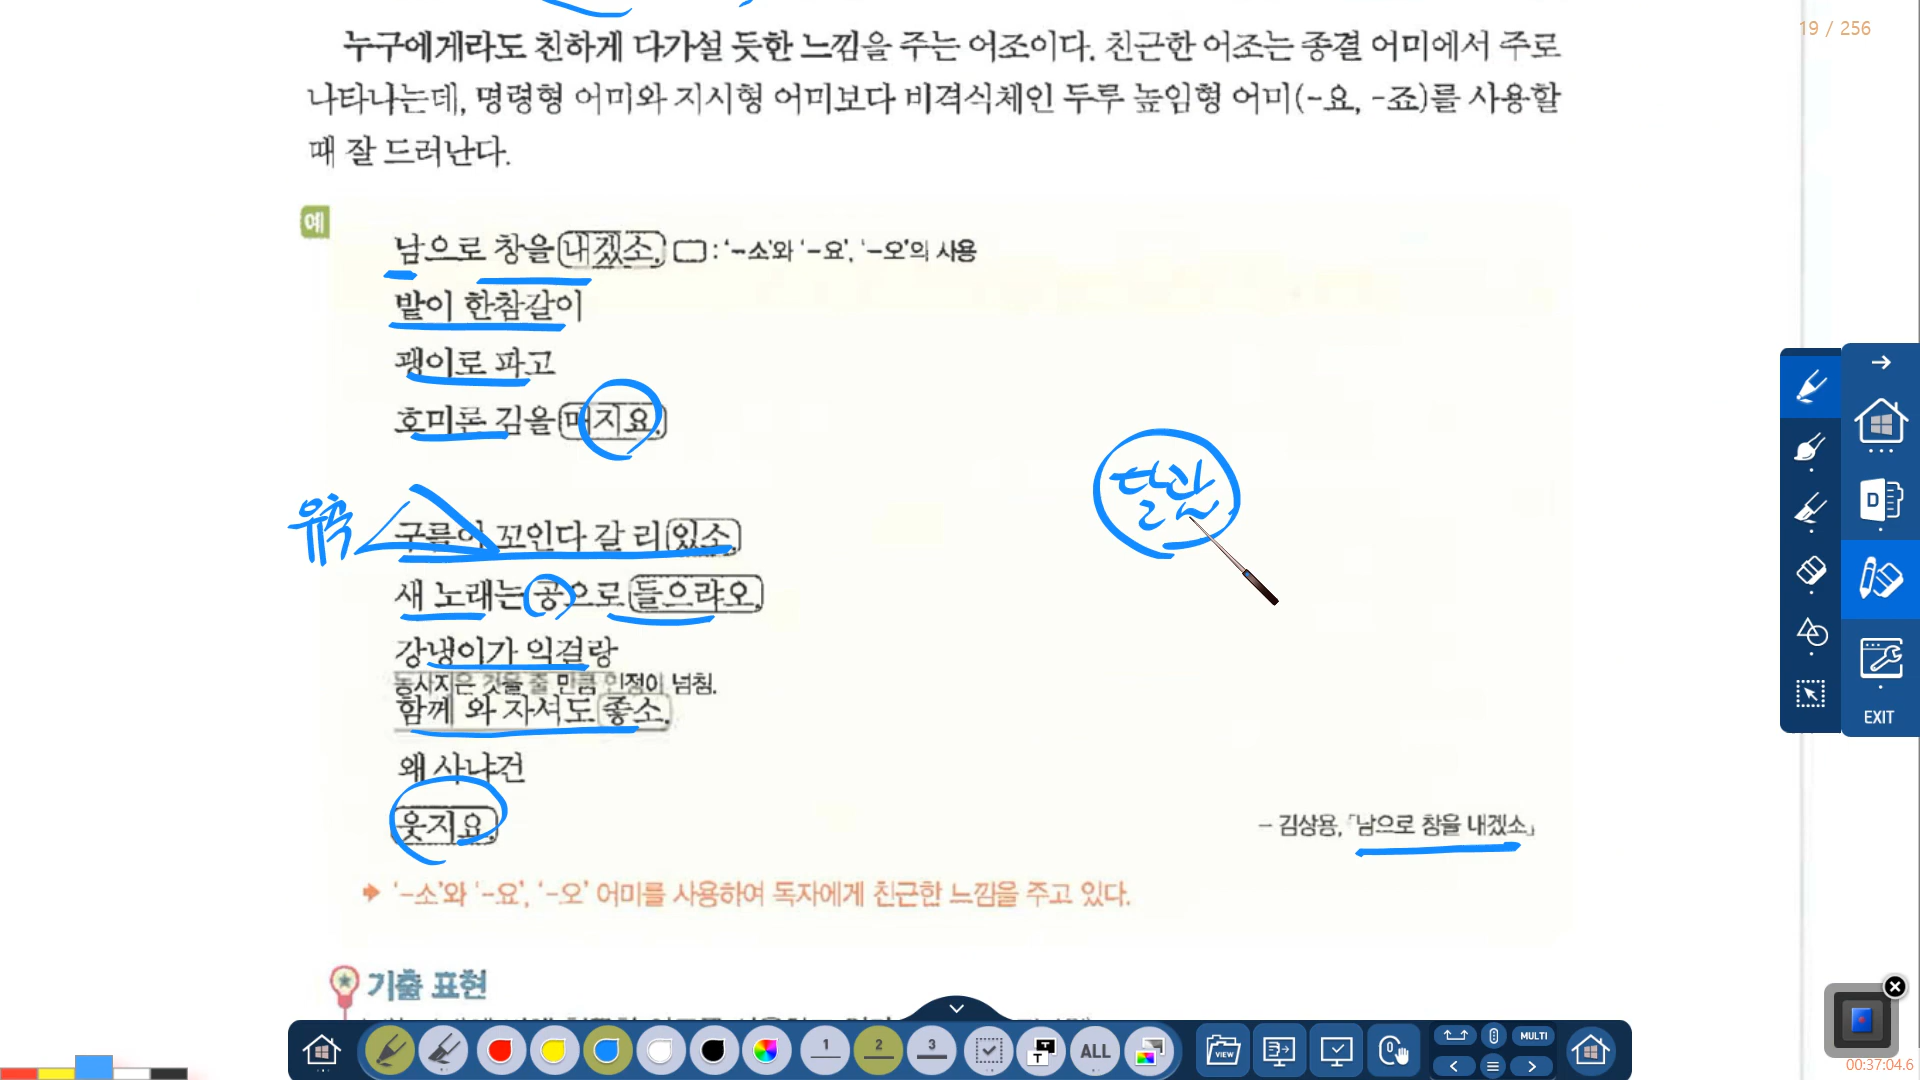 19 / 256
누구에게라도 친하게 다가설 듯한 느낌을 주는 어조이다. 친근한 어조는 종결 어미에서 주로
나타나는데, 명령형 어미와 지시형 어미보다 비격식체인 두루 높임형 어미(-요, -죠)를 사용할
때 잘 드러난다.
예
남으로 창을 내겠소. : '-소'와 '-요', '-오'의 사용
밭이 한참갈이
괭이로 파고
호미론 김을 매지요.
유혹
구름이 꼬인다 갈 리 있소.
새 노래는 공으로 들으랴오.
강냉이가 익걸랑
동사지은 것을 줄 만큼 인정이 넘침.
함께 와 자셔도 좋소.
왜 사냐건
웃지요.
달관
- 김상용, 「남으로 창을 내겠소」
'-소'와 '-요', '-오' 어미를 사용하여 독자에게 친근한 느낌을 주고 있다.
기출 표현
D
EXIT
1
2
3
T
T
ALL
VIEW
MULTI
00:37:04.6